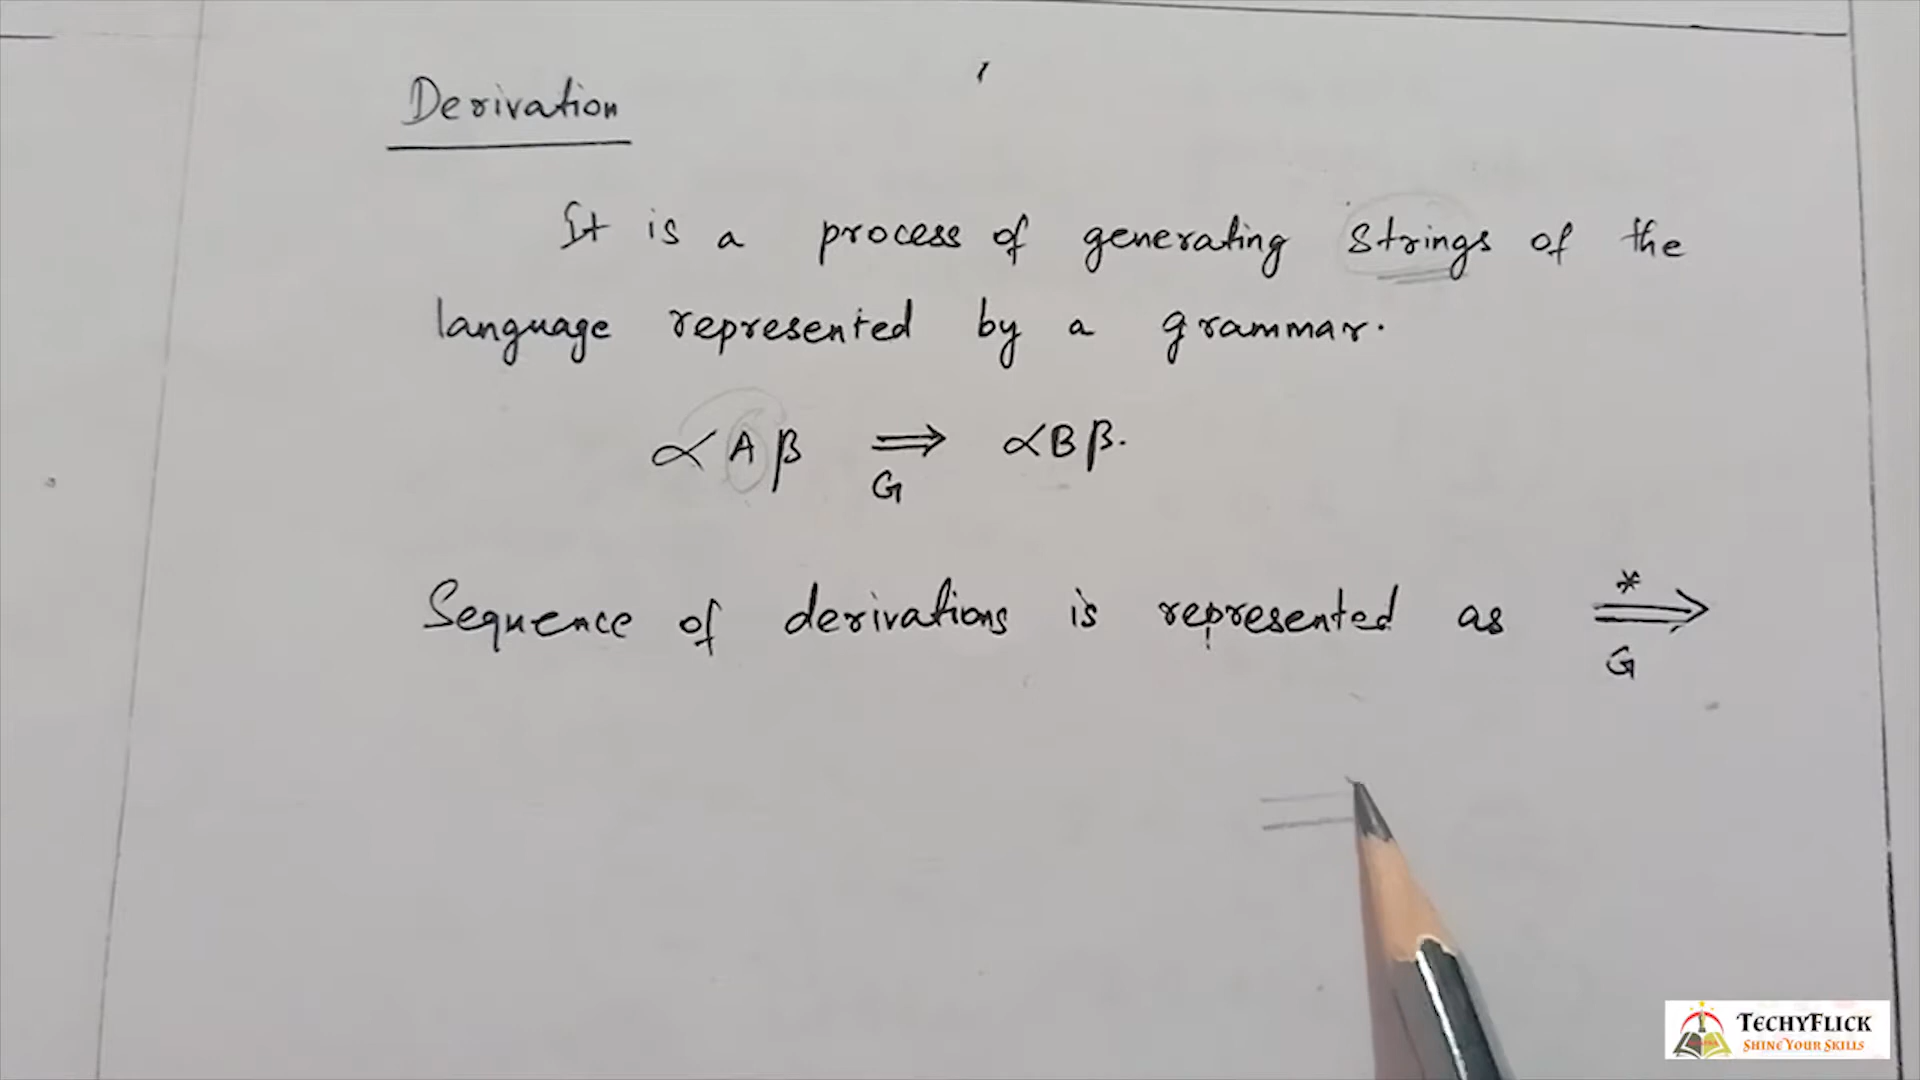 Derivation
It is a process of generating strings of the
language represented by a grammar.
αAβ ⇒ αBβ.
G
Sequence of derivations is represented as *⇒
G
TECHYFLICK
SHINE YOUR SKILLS